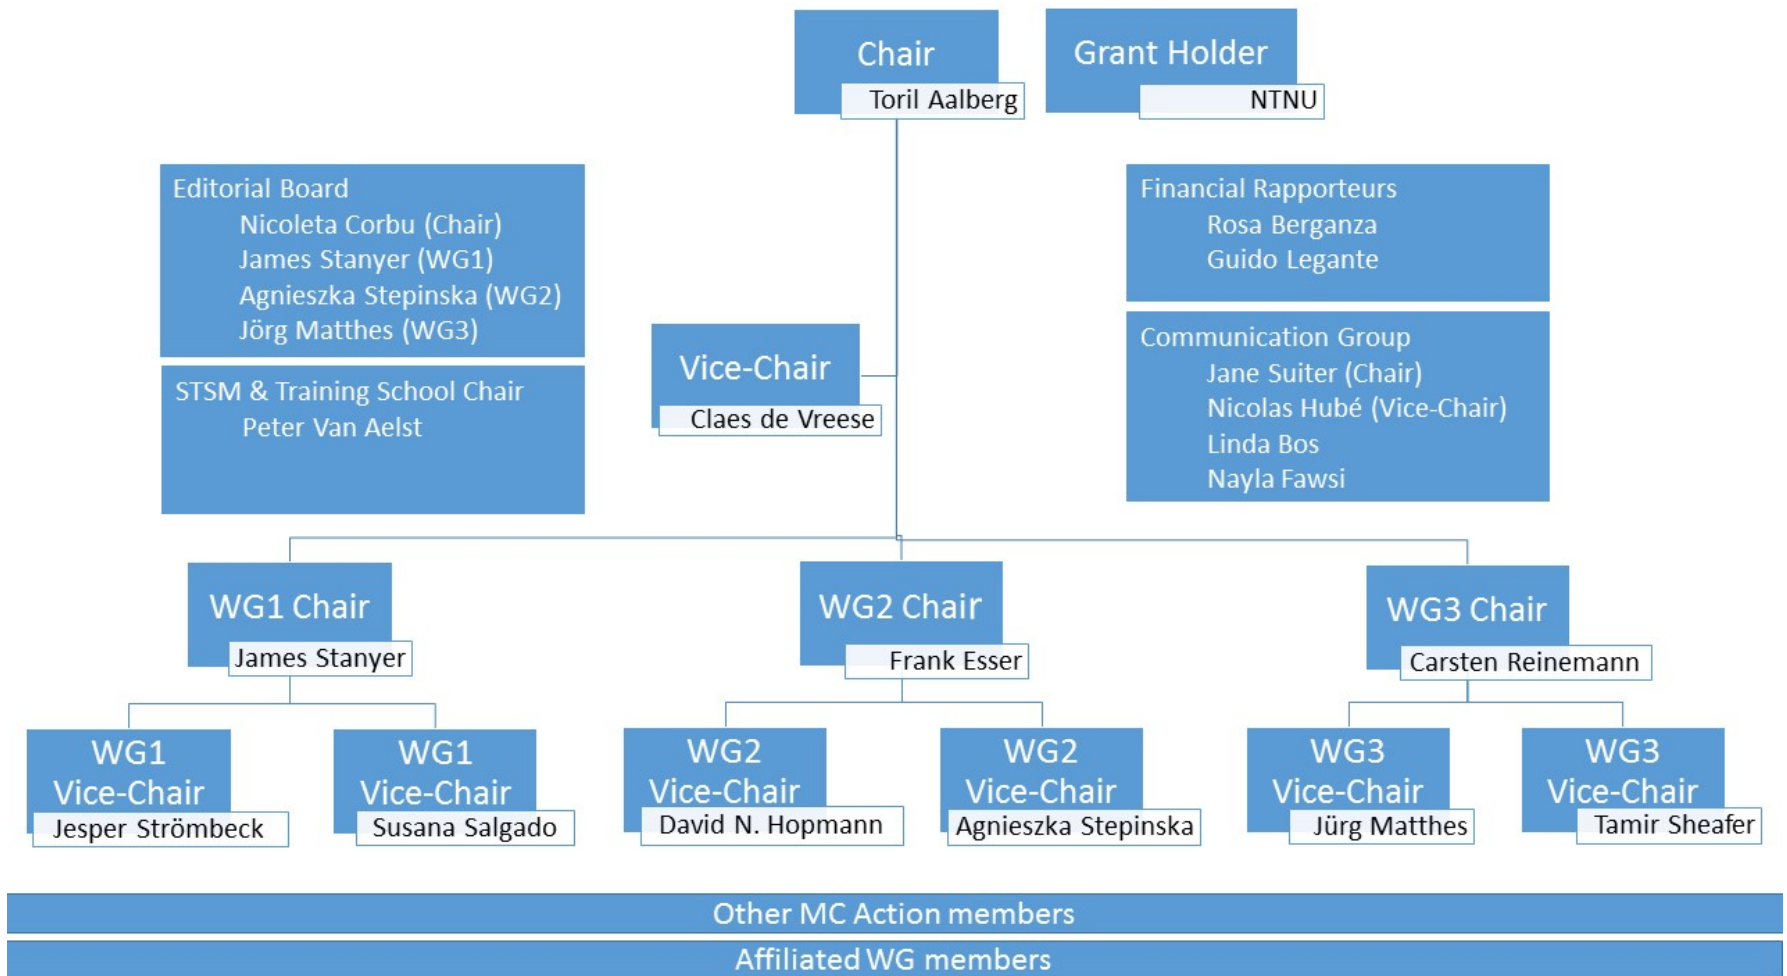 Chair
Toril Aalberg
Grant Holder
NTNU
Editorial Board
Nicoleta Corbu (Chair)
James Stanyer (WG1)
Agnieszka Stepinska (WG2)
Jörg Matthes (WG3)
STSM & Training School Chair
Peter Van Aelst
Vice-Chair
Claes de Vreese
Financial Rapporteurs
Rosa Berganza
Guido Legante
Communication Group
Jane Suiter (Chair)
Nicolas Hubé (Vice-Chair)
Linda Bos
Nayla Fawsi
WG1 Chair
James Stanyer
WG2 Chair
Frank Esser
WG3 Chair
Carsten Reinemann
WG1
Vice-Chair
Jesper Strömbeck
WG1
Vice-Chair
Susana Salgado
WG2
Vice-Chair
David N. Hopmann
WG2
Vice-Chair
Agnieszka Stepinska
WG3
Vice-Chair
Jürg Matthes
WG3
Vice-Chair
Tamir Sheafer
Other MC Action members
Affiliated WG members